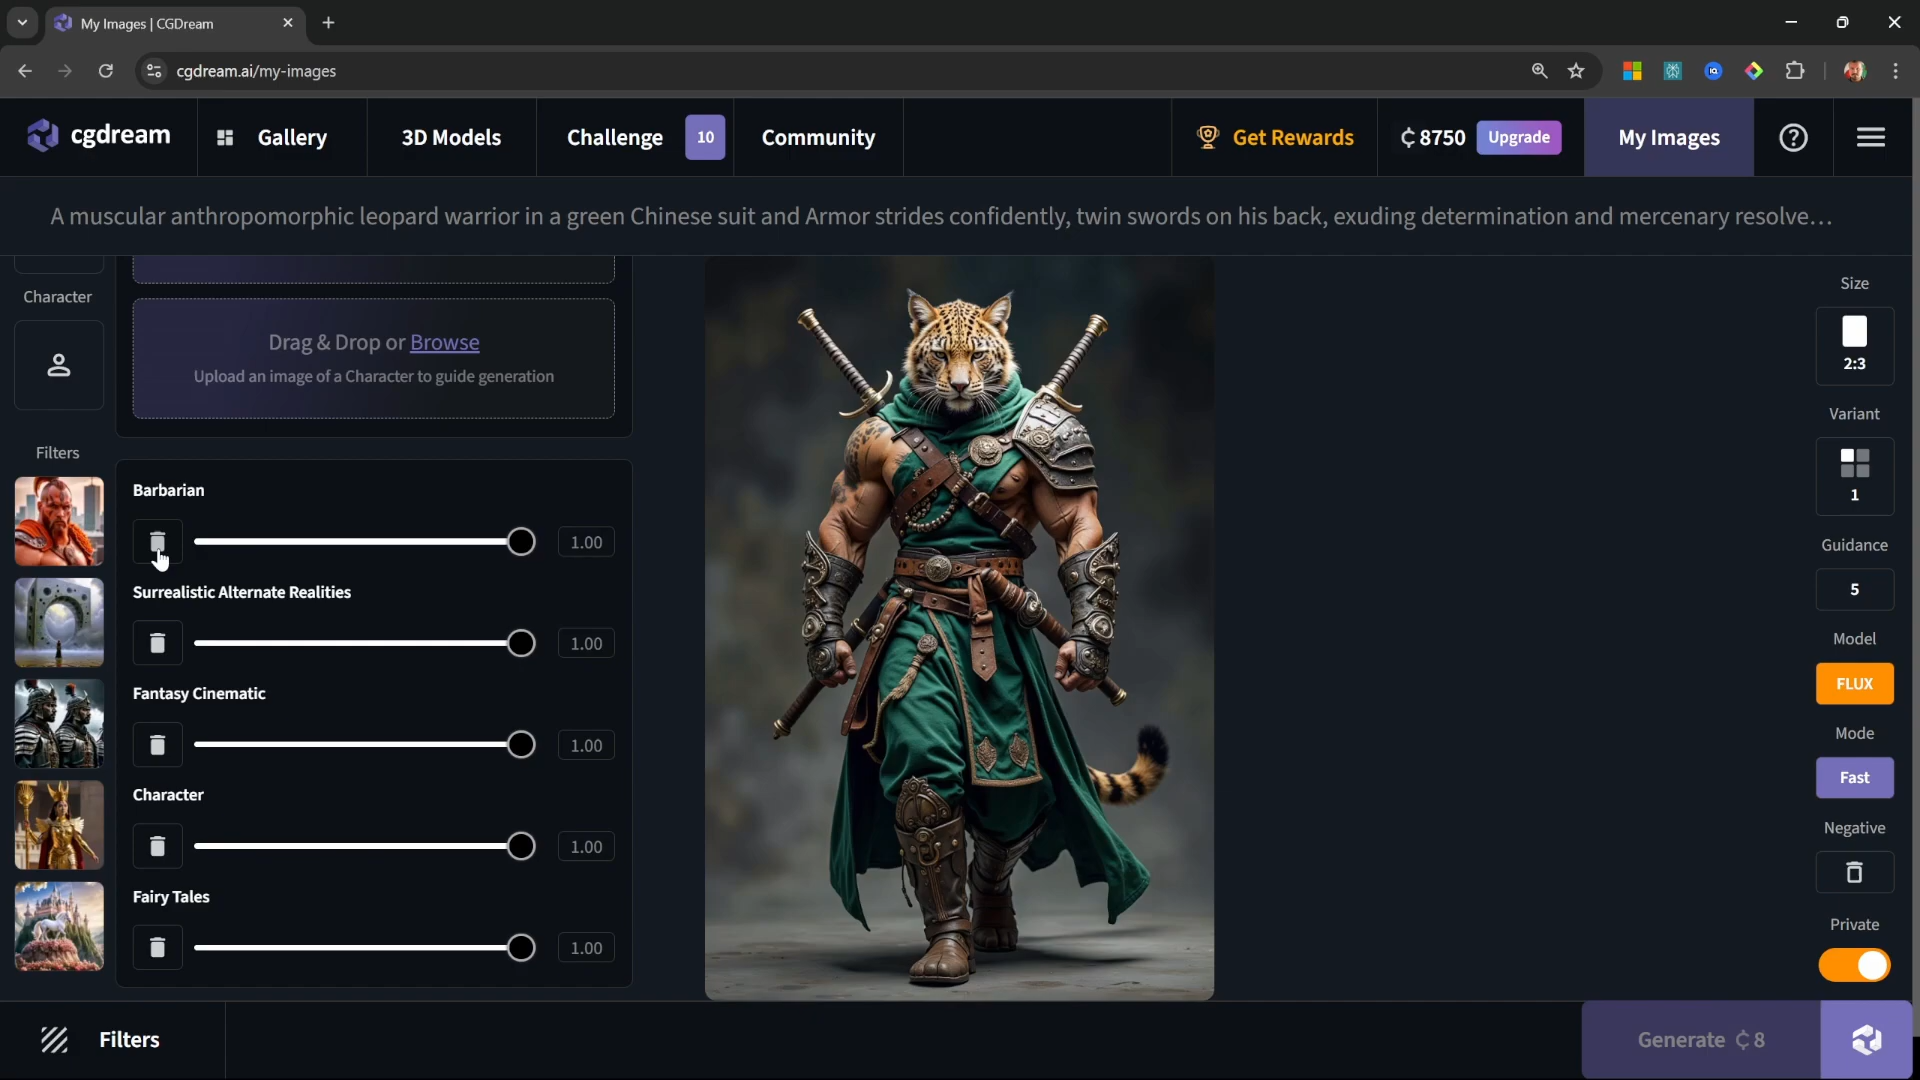 My Images | CGDream
cgdream.ai/my-images
cgdream
Gallery
3D Models
Challenge
10
Community
Get Rewards
₵8750
Upgrade
My Images
A muscular anthropomorphic leopard warrior in a green Chinese suit and Armor strides confidently, twin swords on his back, exuding determination and mercenary resolve…
Character
Drag & Drop or Browse
Upload an image of a Character to guide generation
Filters
Barbarian
1.00
Surrealistic Alternate Realities
1.00
Fantasy Cinematic
1.00
Character
1.00
Fairy Tales
1.00
Size
2:3
Variant
1
Guidance
5
Model
FLUX
Mode
Fast
Negative
Private
Filters
Generate ₵8